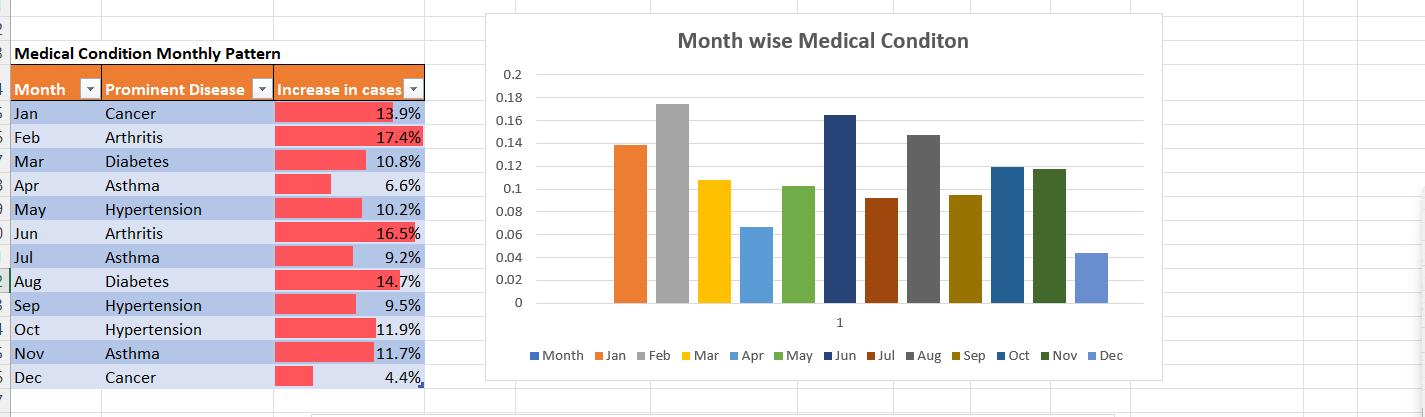 Medical Condition Monthly Pattern
Month Prominent Disease Increase in cases
Jan Cancer 13.9%
Feb Arthritis 17.4%
Mar Diabetes 10.8%
Apr Asthma 6.6%
May Hypertension 10.2%
Jun Arthritis 16.5%
Jul Asthma 9.2%
Aug Diabetes 14.7%
Sep Hypertension 9.5%
Oct Hypertension 11.9%
Nov Asthma 11.7%
Dec Cancer 4.4%
Month wise Medical Conditon
0.2
0.18
0.16
0.14
0.12
0.1
0.08
0.06
0.04
0.02
0
1
Month Jan Feb Mar Apr May Jun Jul Aug Sep Oct Nov Dec